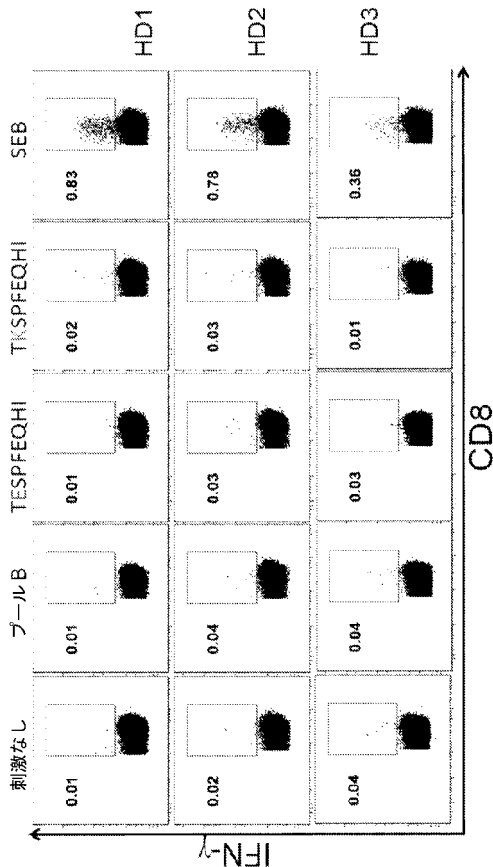 刺激なし プールB TESPFEQHI TKSPFEQHI SEB
0.01 0.01 0.01 0.02 0.83 HD1
0.02 0.04 0.03 0.03 0.78 HD2
0.04 0.04 0.03 0.01 0.36 HD3
IFN-γ
CD8